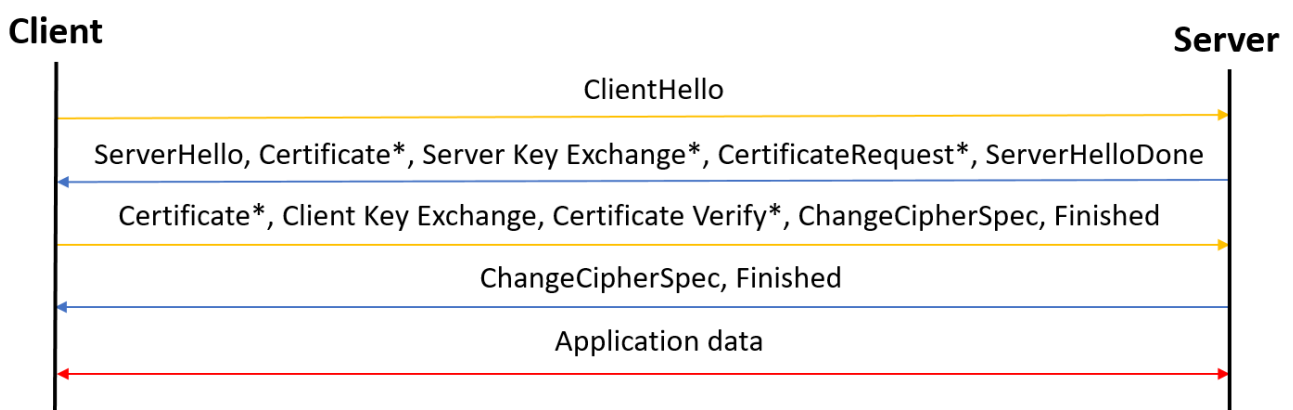 Client
Server
ClientHello
ServerHello, Certificate*, Server Key Exchange*, CertificateRequest*, ServerHelloDone
Certificate*, Client Key Exchange, Certificate Verify*, ChangeCipherSpec, Finished
ChangeCipherSpec, Finished
Application data